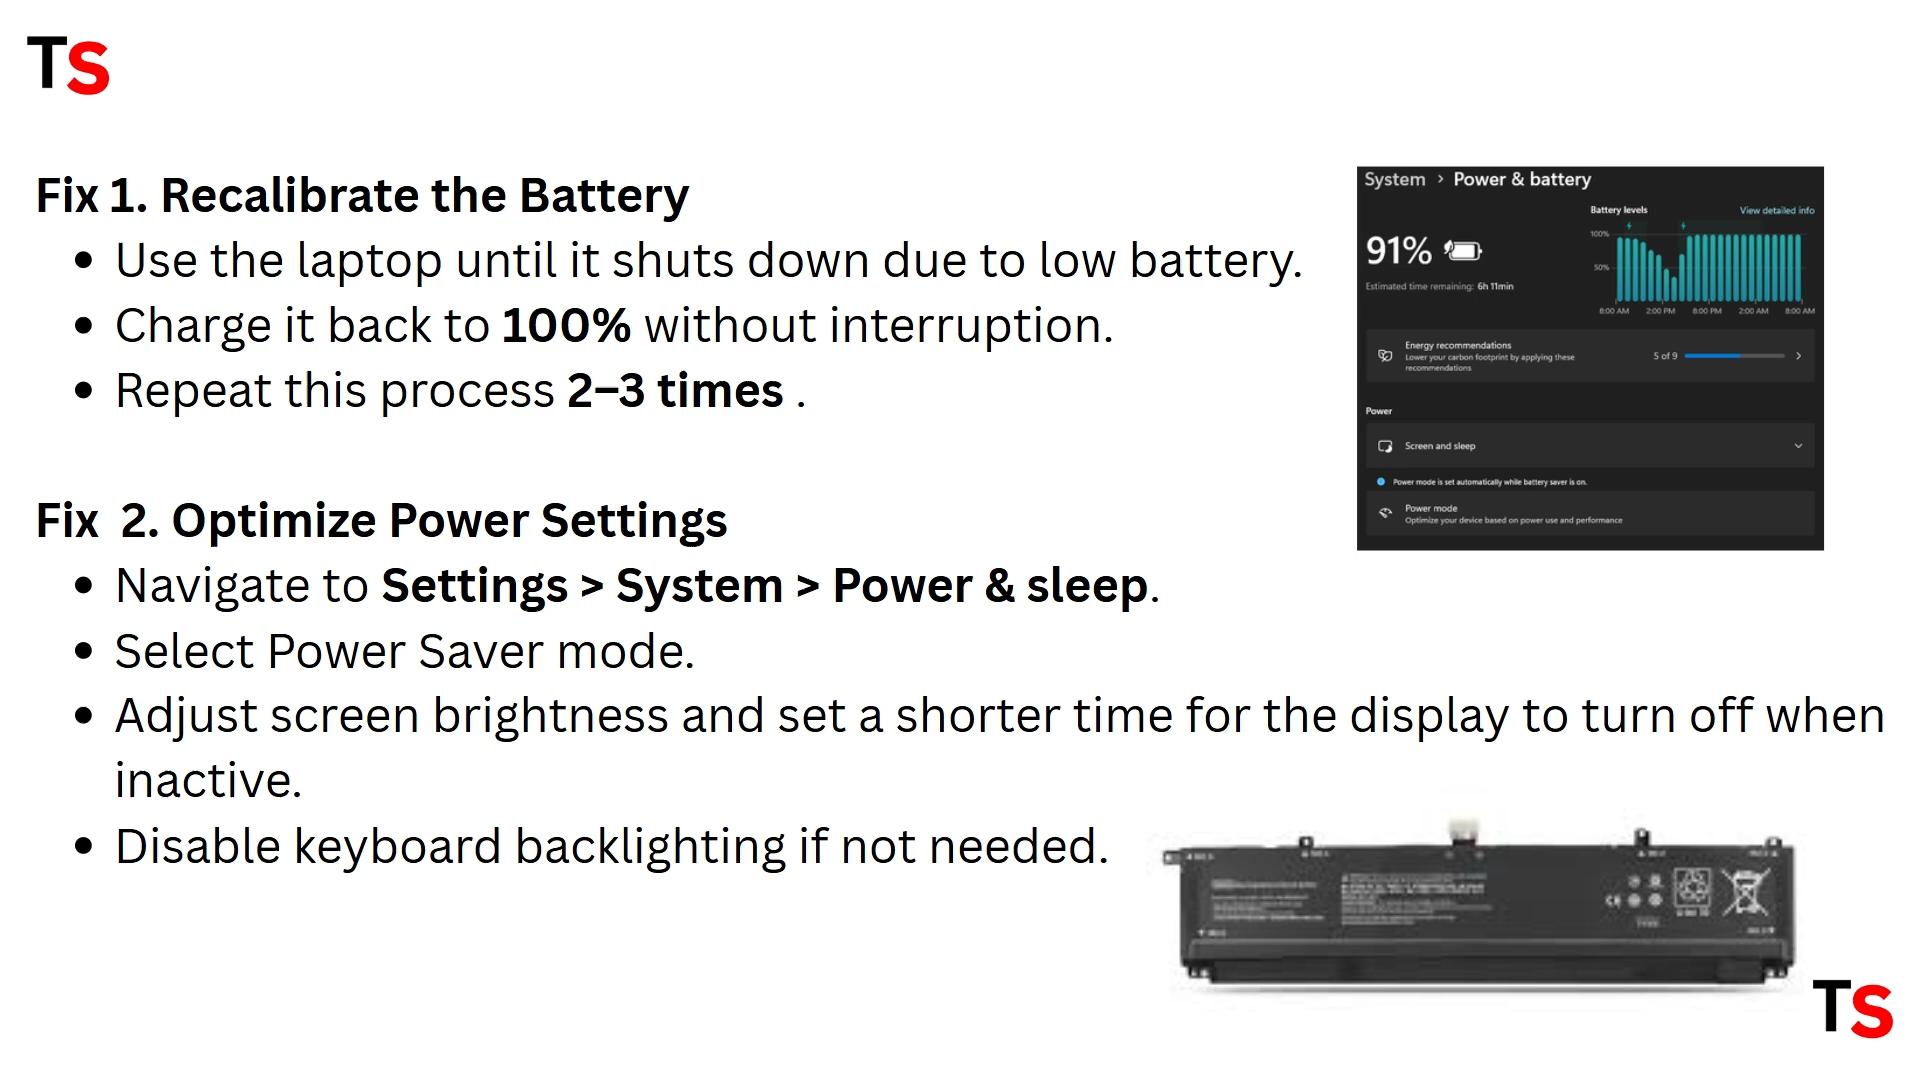 TS
Fix 1. Recalibrate the Battery
Use the laptop until it shuts down due to low battery.
Charge it back to 100% without interruption.
Repeat this process 2–3 times .
Fix  2. Optimize Power Settings
Navigate to Settings > System > Power & sleep.
Select Power Saver mode.
Adjust screen brightness and set a shorter time for the display to turn off when
inactive.
Disable keyboard backlighting if not needed.
System > Power & battery
Battery levels
View detailed info
91%
100%
50%
Estimated time remaining: 6h 11min
8:00 AM 2:00 PM 8:00 PM 2:00 AM 8:00 AM
Energy recommendations
Lower your carbon footprint by applying these
recommendations
5 of 9
Power
Screen and sleep
Power mode is set automatically while battery saver is on.
Power mode
Optimize your device based on power use and performance
CE
TS